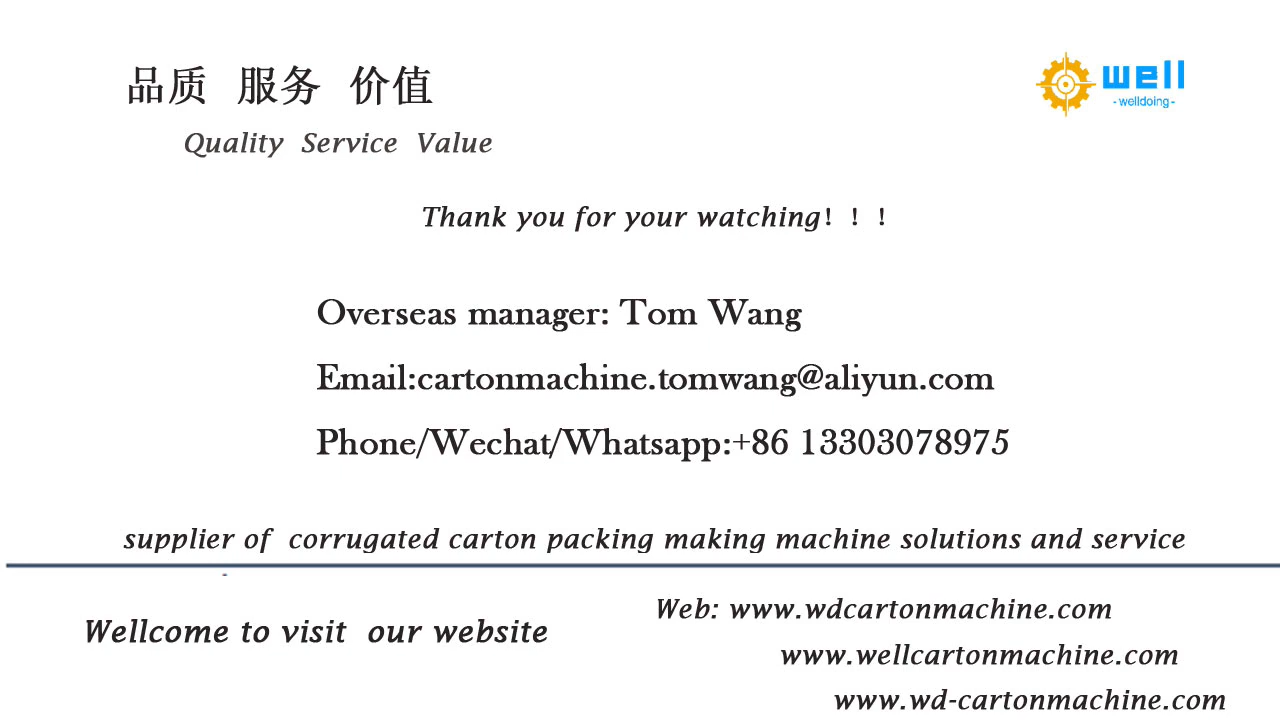 品质 服务 价值
well
-welldoing-
Quality Service Value
Thank you for your watching！！！
Overseas manager: Tom Wang
Email:cartonmachine.tomwang@aliyun.com
Phone/Wechat/Whatsapp:+86 13303078975
supplier of corrugated carton packing making machine solutions and service
Wellcome to visit our website
Web: www.wdcartonmachine.com
www.wellcartonmachine.com
www.wd-cartonmachine.com